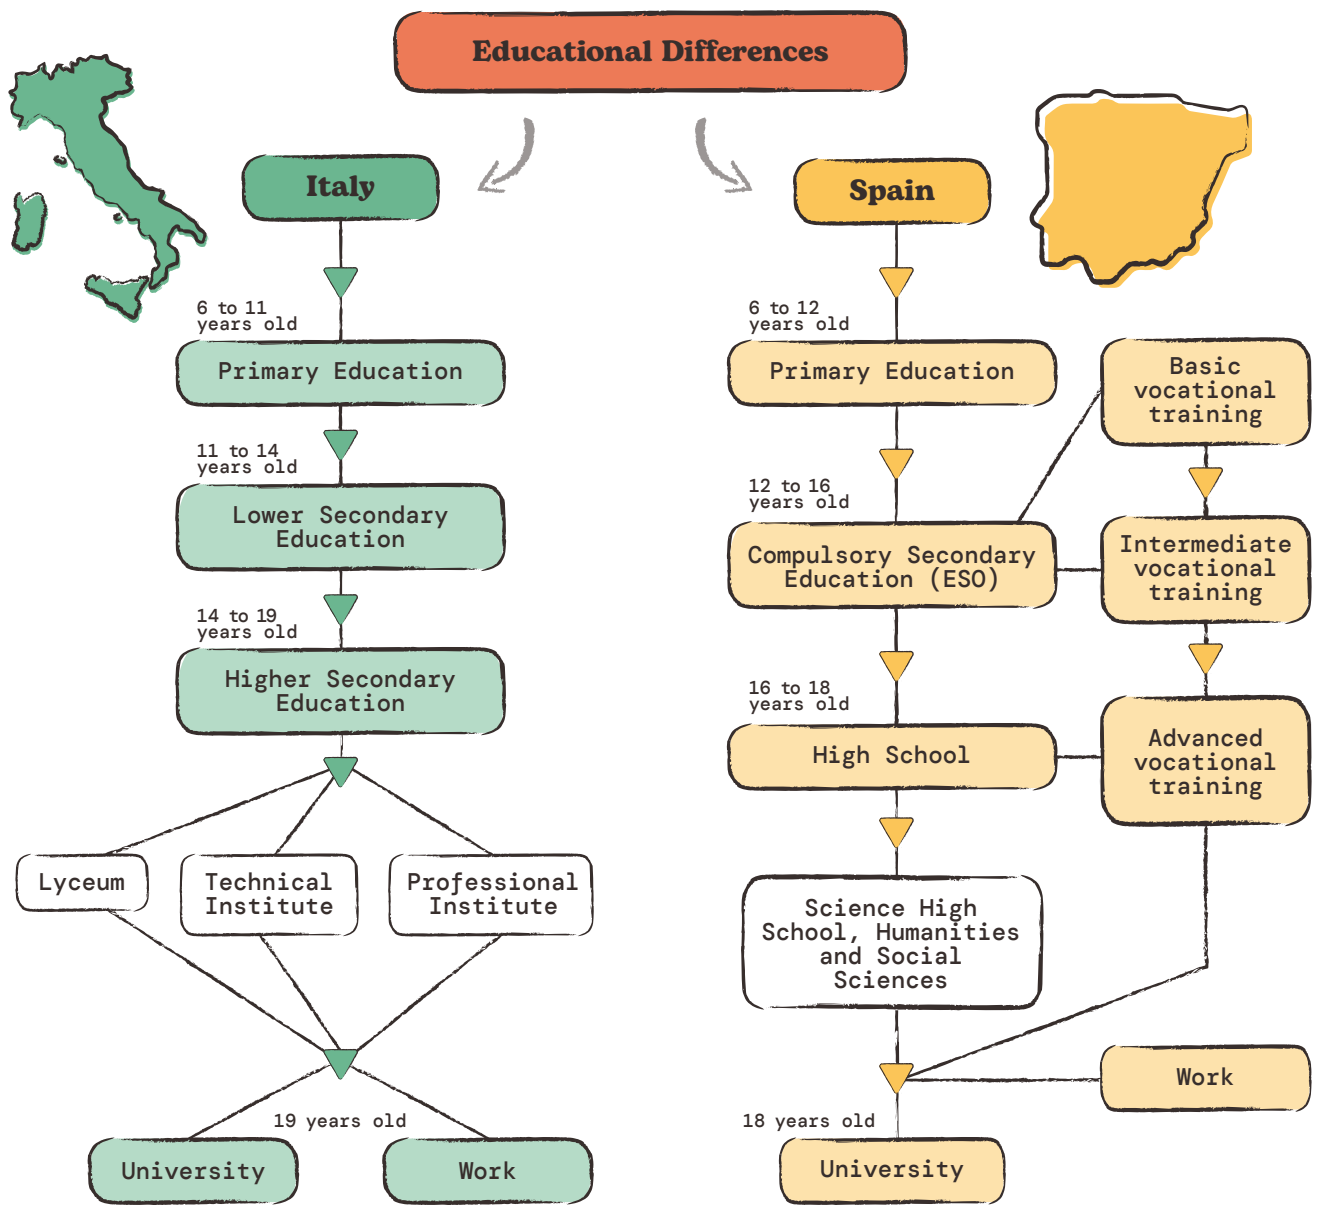 Educational Differences
Italy
6 to 11
years old
Primary Education
11 to 14
years old
Lower Secondary
Education
14 to 19
years old
Higher Secondary
Education
Lyceum
Technical
Institute
Professional
Institute
19 years old
University
Work
Spain
6 to 12
years old
Primary Education
12 to 16
years old
Compulsory Secondary
Education (ESO)
16 to 18
years old
High School
Science High
School, Humanities
and Social
Sciences
18 years old
University
Basic
vocational
training
Intermediate
vocational
training
Advanced
vocational
training
Work